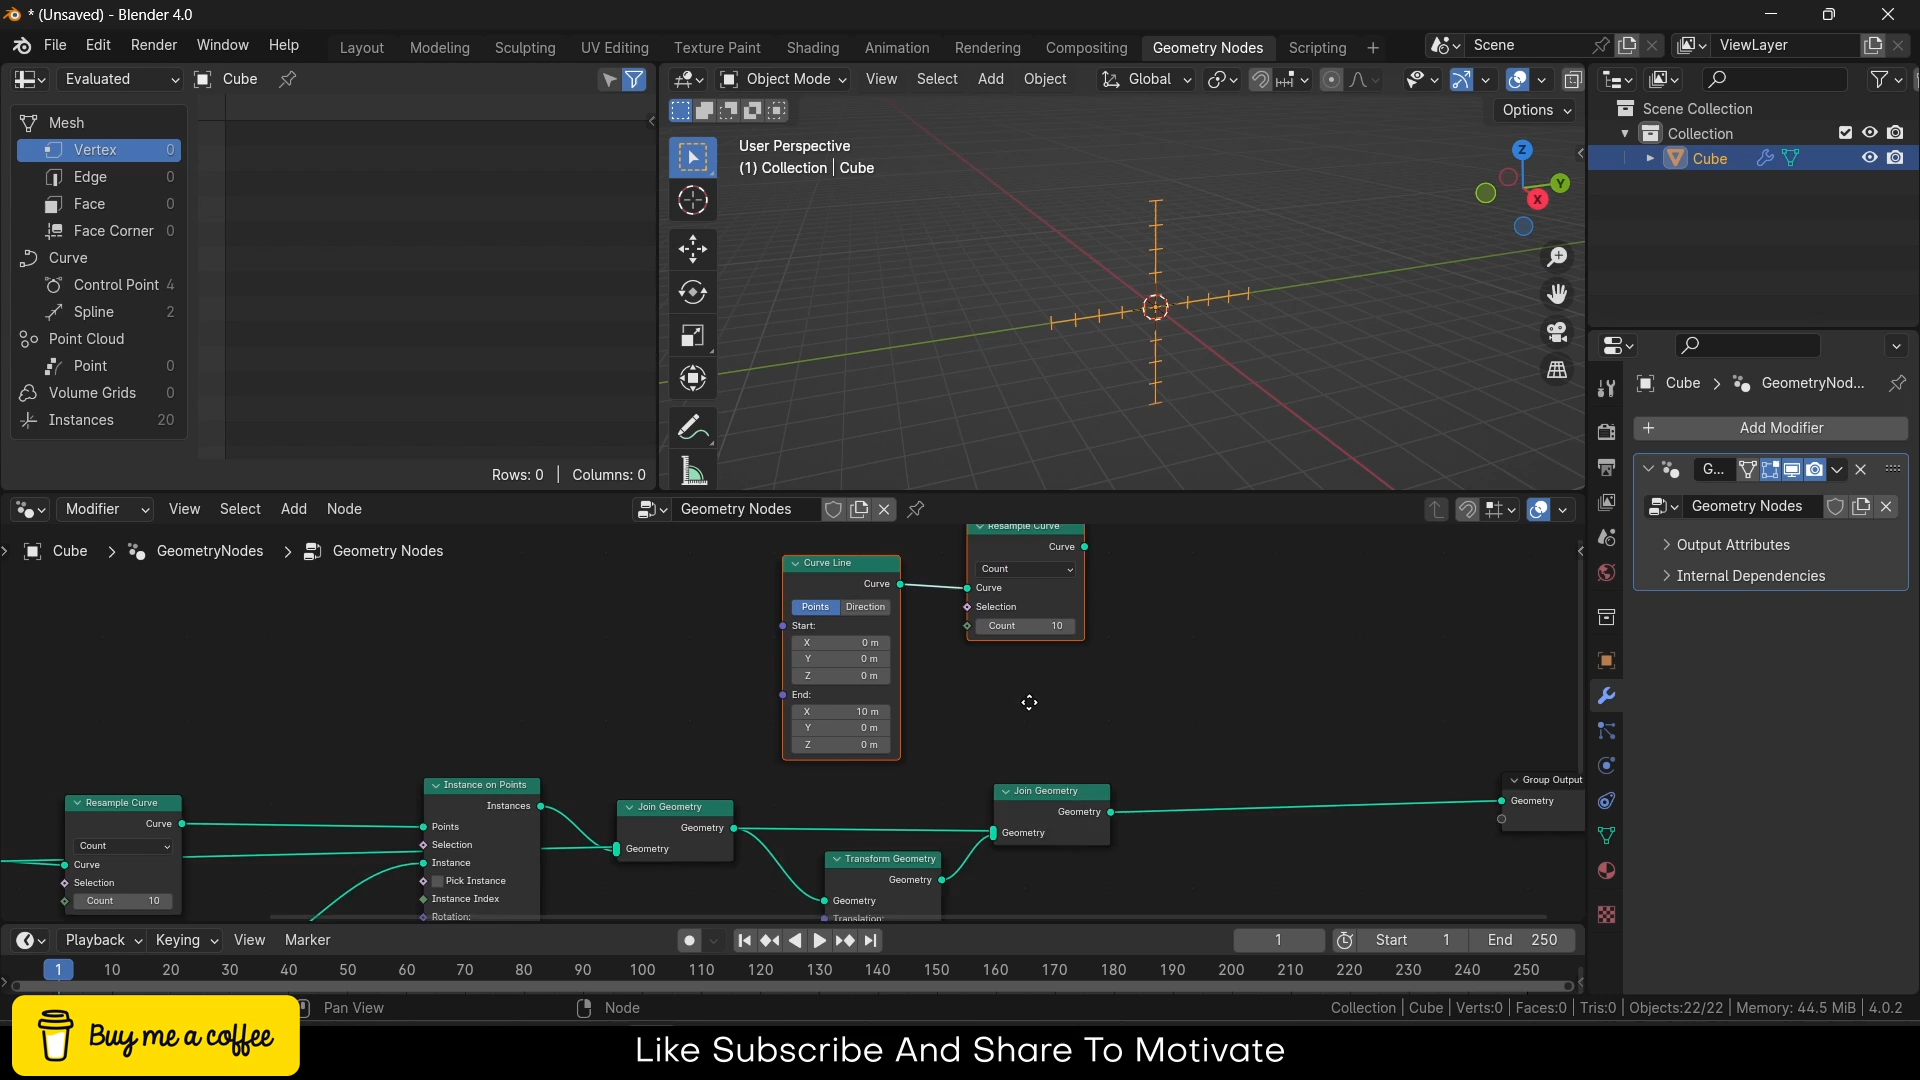 * (Unsaved) - Blender 4.0
File Edit Render Window Help
Layout Modeling Sculpting UV Editing Texture Paint Shading Animation Rendering Compositing Geometry Nodes Scripting
Scene
ViewLayer
Evaluated
Cube
Object Mode View Select Add Object
Global
Options
Mesh
Vertex 0
Edge 0
Face 0
Face Corner 0
Curve
Control Point 4
Spline 2
Point Cloud
Point 0
Volume Grids 0
Instances 20
Rows: 0 | Columns: 0
User Perspective
(1) Collection | Cube
Z
Y
X
Scene Collection
Collection
Cube
Cube > GeometryNod...
Add Modifier
G...
Geometry Nodes
Output Attributes
Internal Dependencies
Modifier View Select Add Node
Geometry Nodes
Cube > GeometryNodes > Geometry Nodes
Resample Curve
Curve
Count
Curve
Selection
Count 10
Curve Line
Curve
Points Direction
Start:
X 0 m
Y 0 m
Z 0 m
End:
X 10 m
Y 0 m
Z 0 m
Resample Curve
Curve
Count
Curve
Selection
Count 10
Instance on Points
Instances
Points
Selection
Instance
Pick Instance
Instance Index
Rotation:
Join Geometry
Geometry
Geometry
Transform Geometry
Geometry
Geometry
Translation:
Join Geometry
Geometry
Geometry
Group Output
Geometry
Playback Keying View Marker
1
Start 1
End 250
1 10 20 30 40 50 60 70 80 90 100 110 120 130 140 150 160 170 180 190 200 210 220 230 240 250
Pan View
Node
Collection | Cube | Verts:0 | Faces:0 | Tris:0 | Objects:22/22 | Memory: 44.5 MiB | 4.0.2
Buy me a coffee
Like Subscribe And Share To Motivate